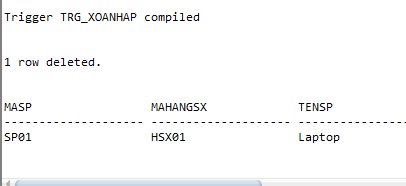 Trigger TRG_XOANHAP compiled
1 row deleted.
MASP MAHANGSX TENSP
-------------------- -------------------- ---------------
SP01 HSX01 Laptop